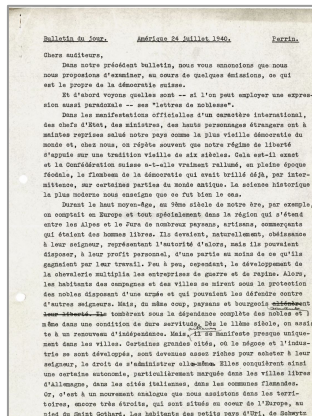 Bulletin du jour. Amérique 24 juillet 1940. Perrin.
Chers auditeurs,
Dans notre précédent bulletin, nous vous annoncions que nous
nous proposions d'examiner, au cours de quelques émissions, ce qui
est le propre de la démocratie suisse.
Et d'abord voyons quelles sont -- si l'on peut employer une expres-
sion aussi paradoxale -- ses "lettres de noblesse".
Dans les manifestations officielles d'un caractère international,
des chefs d'Etat, des ministres, des hauts personnages étrangers ont à
maintes reprises salué notre pays comme la plus vieille démocratie du
monde et, chez nous, on répète souvent que notre régime de liberté
s'appuie sur une tradition vieille de six siècles. Cela est-il exact
et la Confédération suisse a-t-elle vraiment rallumé, en pleine époque
féodale, le flambeau de la démocratie qui avait brillé déjà, par inter-
mittence, sur certaines parties du monde antique. La science historique
la plus moderne nous enseigne que ce fut bien le cas.
Durant le haut moyen-âge, au 9ème siècle de notre ère, par exemple,
on comptait en Europe et tout spécialement dans la région qui s'étend
entre les Alpes et le Jura de nombreux paysans, artisans, commerçants
qui étaient des hommes libres. Ils devaient, naturellement, obéissance
à leur seigneur, représentant l'autorité d'alors, mais ils pouvaient
disposer, à leur profit personnel, d'une partie au moins de ce qu'ils
gagnaient par leur travail. Peu à peu, cependant, le développement de
la chevalerie multiplia les entreprises de guerre et de rapine. Alors,
les habitants des campagnes et des villes se mirent sous la protection
des nobles disposant d'une armée et qui pouvaient les défendre contre
d'autres seigneurs. Mais, du même coup, paysans et bourgeois aliénèrent
leur liberté. Ils tombèrent sous la dépendance complète des nobles et
même dans une condition de dure servitude. Dès le 11ème siècle, on assis
te à un renouveau d'indépendance. Mais, il se manifeste presque unique-
ment dans les villes. Certaines grandes cités, où le négoce et l'indus-
trie se sont développés, sont devenues assez riches pour acheter à leur
seigneur, le droit de s'administrer elle-même. Elles conquièrent ainsi
une certaine autonomie, particulièrement marquée dans les villes libres
d'Allemagne, dans les cités italiennes, dans les communes flamandes.
Or, c'est à un mouvement analogue que nous assistons dans les terri-
toires, encore très étroits, qui sont situés au coeur de l'Europe, au
pied du Saint Gothard. Les habitants des petits pays d'Uri, de Schwytz